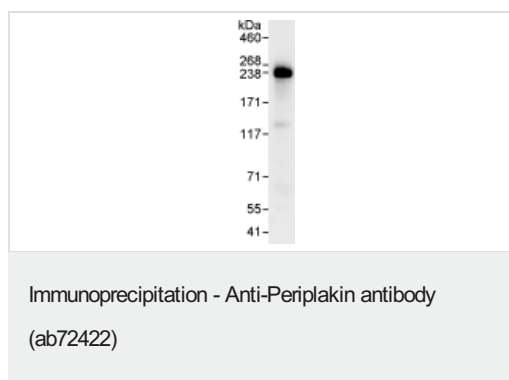 kDa
460-
268
238-
171-
117-
71-
55-
41-
Immunoprecipitation - Anti-Periplakin antibody
(ab72422)